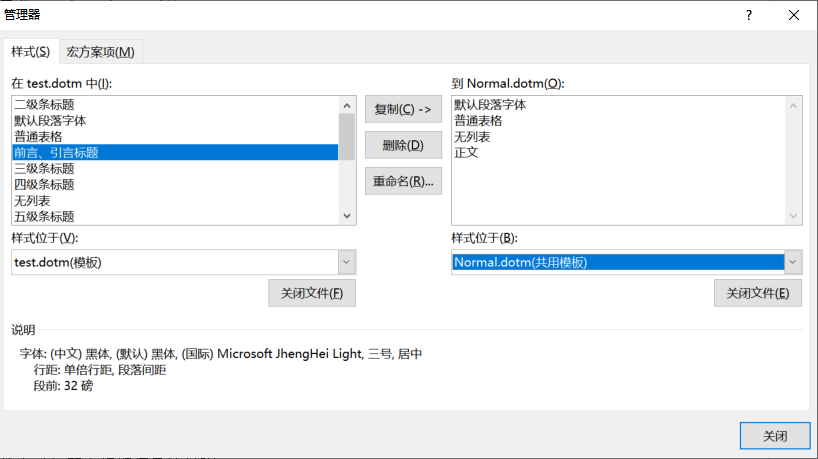 管理器
样式(S)
宏方案项(M)
在 test.dotm 中(I):
二级条标题
默认段落字体
普通表格
前言、引言标题
三级条标题
四级条标题
无列表
五级条标题
样式位于(V):
test.dotm(模板)
关闭文件(F)
复制(C) ->
删除(D)
重命名(R)...
到 Normal.dotm(O):
默认段落字体
普通表格
无列表
正文
样式位于(B):
Normal.dotm(共用模板)
关闭文件(E)
说明
字体: (中文) 黑体, (默认) 黑体, (国际) Microsoft JhengHei Light, 三号, 居中
行距: 单倍行距, 段落间距
段前: 32 磅
关闭